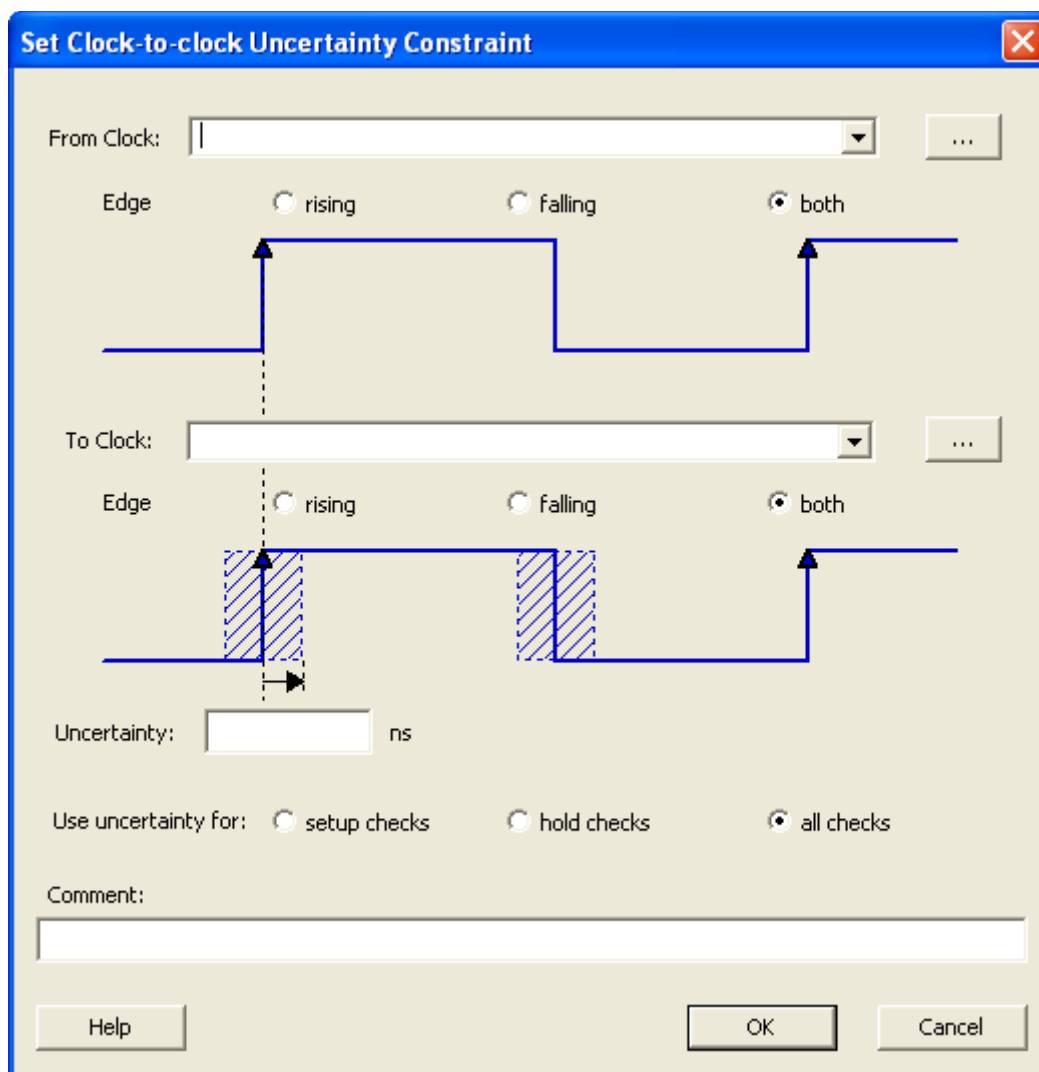 Set Clock-to-clock Uncertainty Constraint
From Clock: ...
Edge rising falling both
To Clock: ...
Edge rising falling both
Uncertainty: ns
Use uncertainty for: setup checks hold checks all checks
Comment:
Help OK Cancel